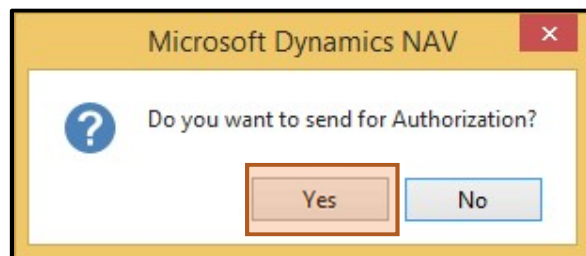 Microsoft Dynamics NAV
Do you want to send for Authorization?
Yes No